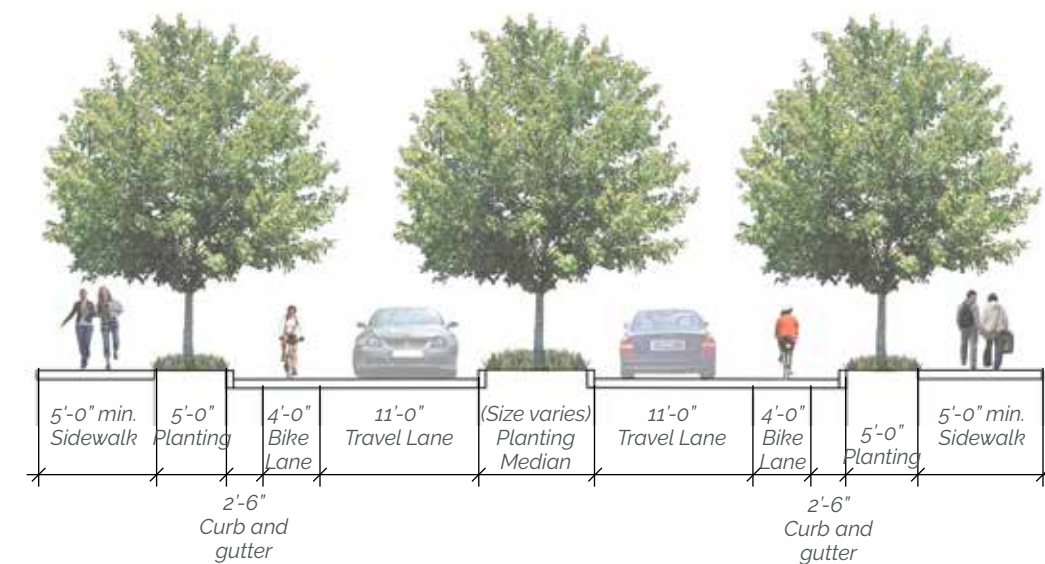 5'-0” min.
Sidewalk
5'-0”
Planting
4'-0”
Bike
Lane
11'-0”
Travel Lane
(Size varies)
Planting
Median
11'-0”
Travel Lane
4'-0”
Bike
Lane
5'-0”
Planting
5'-0” min.
Sidewalk
2'-6”
Curb and
gutter
2'-6”
Curb and
gutter